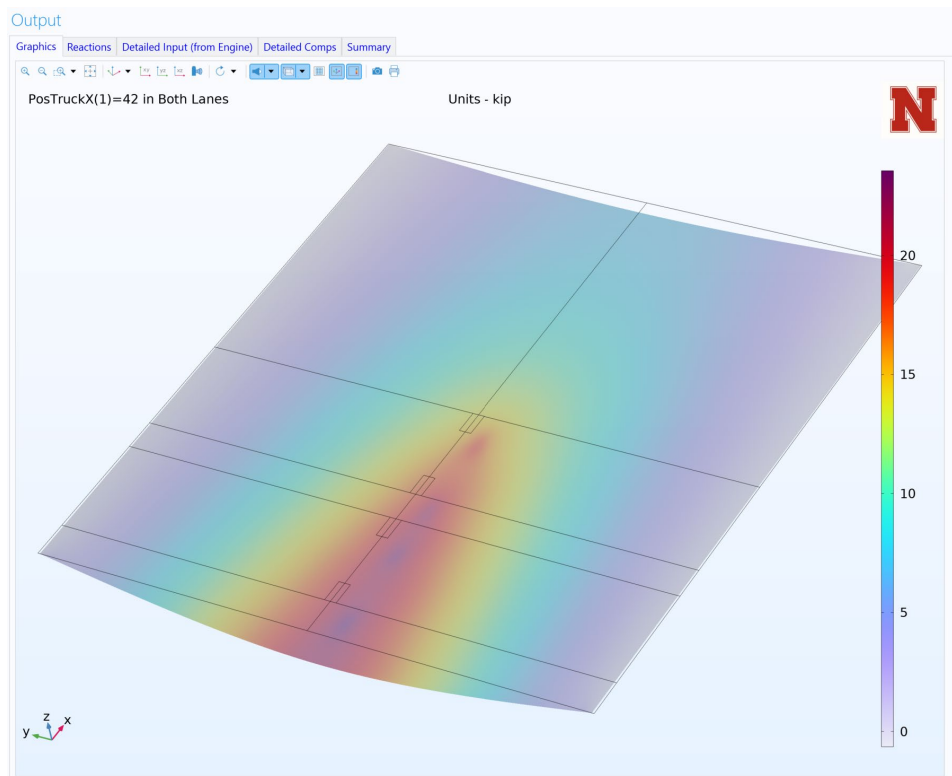 Output
Graphics Reactions Detailed Input (from Engine) Detailed Comps Summary
PosTruckX(1)=42 in Both Lanes
Units - kip
N
20
15
10
5
0
z
x
y